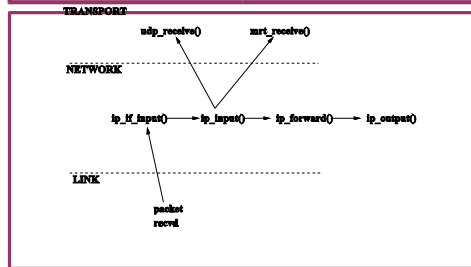 TRANSPORT
udp_receive() mrt_receive()
NETWORK
ip_if_input() ip_input() ip_forward() ip_output()
LINK
packet
recvd